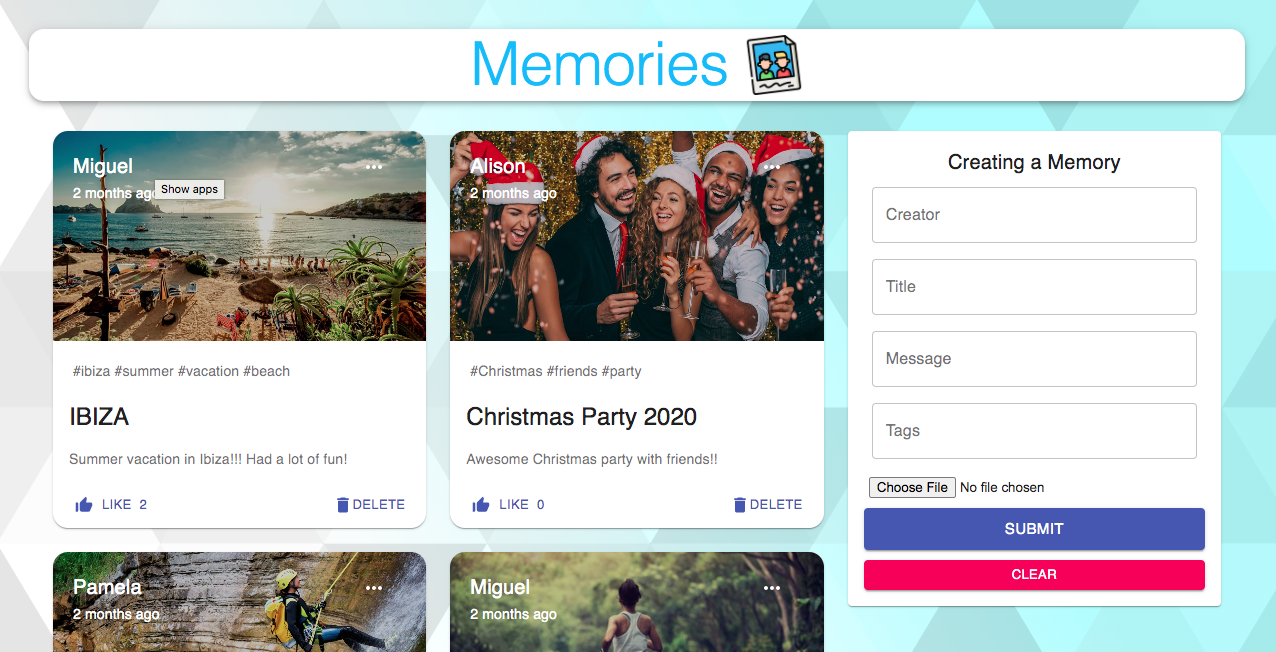 Memories
Miguel
2 months ago
Show apps
#ibiza #summer #vacation #beach
IBIZA
Summer vacation in Ibiza!!! Had a lot of fun!
LIKE 2
DELETE
Alison
2 months ago
#Christmas #friends #party
Christmas Party 2020
Awesome Christmas party with friends!!
LIKE 0
DELETE
Pamela
2 months ago
Miguel
2 months ago
Creating a Memory
Creator
Title
Message
Tags
Choose File No file chosen
SUBMIT
CLEAR